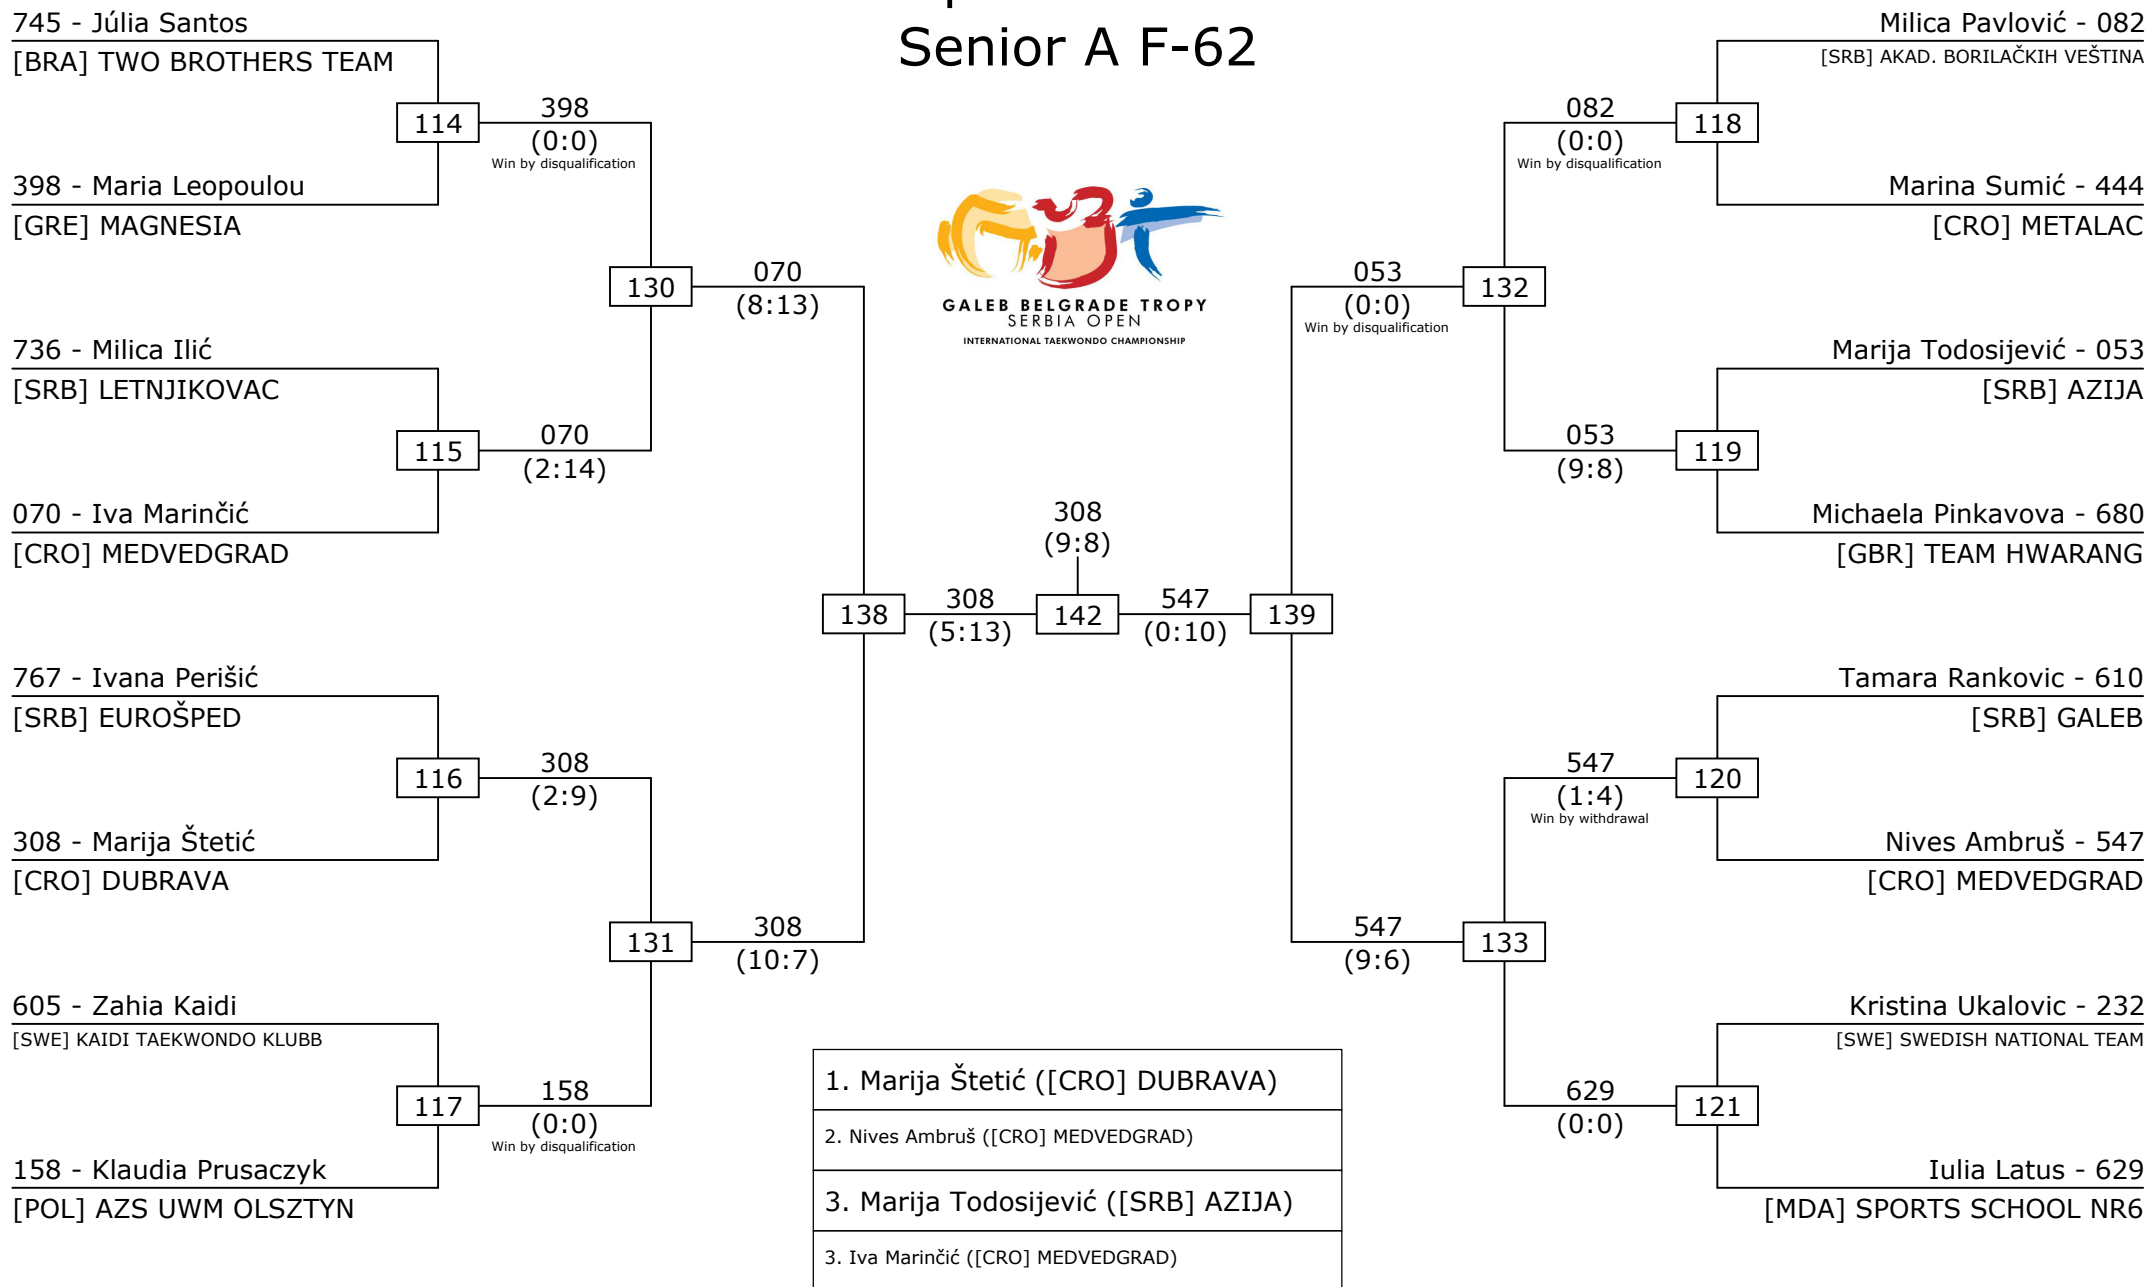 Senior A F-62
745 - Júlia Santos
[BRA] TWO BROTHERS TEAM
114
398
(0:0)
Win by disqualification
398 - Maria Leopoulou
[GRE] MAGNESIA
130
070
(8:13)
736 - Milica Ilić
[SRB] LETNJIKOVAC
115
070
(2:14)
070 - Iva Marinčić
[CRO] MEDVEDGRAD
138
308
(5:13)
767 - Ivana Perišić
[SRB] EUROŠPED
116
308
(2:9)
308 - Marija Štetić
[CRO] DUBRAVA
131
308
(10:7)
605 - Zahia Kaidi
[SWE] KAIDI TAEKWONDO KLUBB
117
158
(0:0)
Win by disqualification
158 - Klaudia Prusaczyk
[POL] AZS UWM OLSZTYN
GALEB BELGRADE TROPY
SERBIA OPEN
INTERNATIONAL TAEKWONDO CHAMPIONSHIP
308
(9:8)
142
547
(0:10)
139
Milica Pavlović - 082
[SRB] AKAD. BORILAČKIH VEŠTINA
082
(0:0)
Win by disqualification
118
Marina Sumić - 444
[CRO] METALAC
053
(0:0)
Win by disqualification
132
Marija Todosijević - 053
[SRB] AZIJA
053
(9:8)
119
Michaela Pinkavova - 680
[GBR] TEAM HWARANG
Tamara Rankovic - 610
[SRB] GALEB
547
(1:4)
Win by withdrawal
120
Nives Ambruš - 547
[CRO] MEDVEDGRAD
547
(9:6)
133
Kristina Ukalovic - 232
[SWE] SWEDISH NATIONAL TEAM
629
(0:0)
121
Iulia Latus - 629
[MDA] SPORTS SCHOOL NR6
1. Marija Štetić ([CRO] DUBRAVA)
2. Nives Ambruš ([CRO] MEDVEDGRAD)
3. Marija Todosijević ([SRB] AZIJA)
3. Iva Marinčić ([CRO] MEDVEDGRAD)